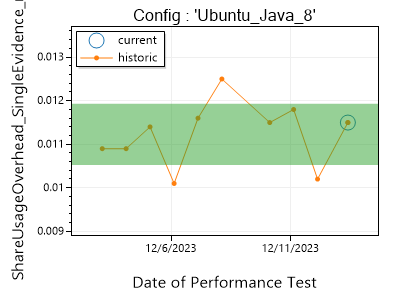 Config : 'Ubuntu_Java_8'
ShareUsageOverhead_SingleEvidence_
current
historic
0.013
0.012
0.011
0.01
0.009
12/6/2023
12/11/2023
Date of Performance Test